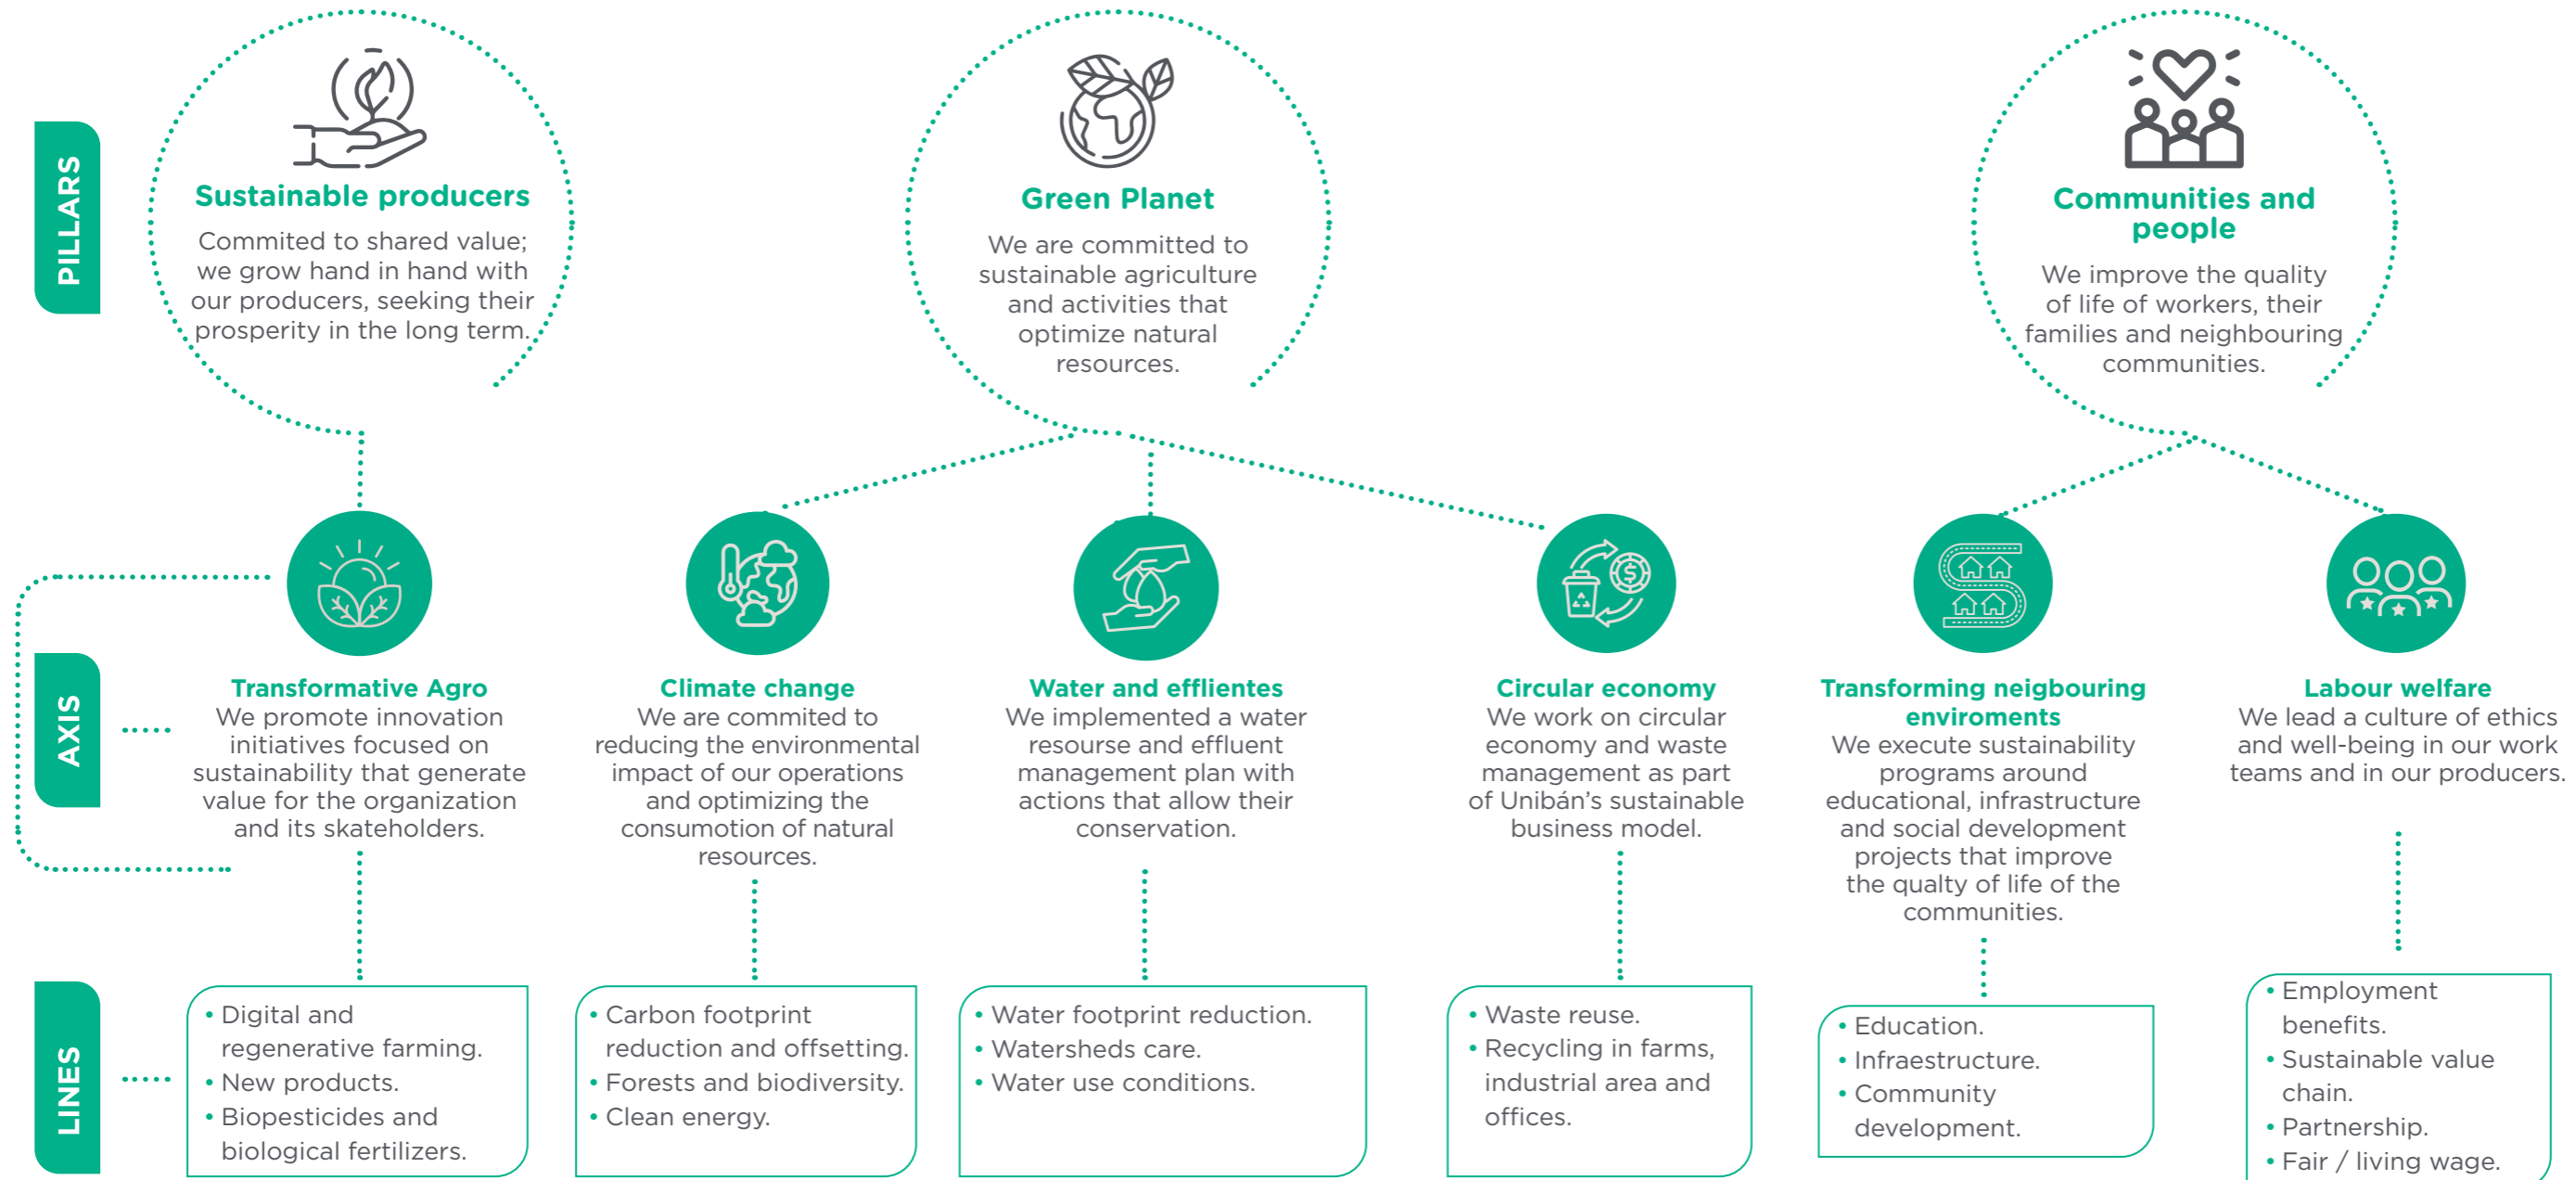 PILLARS
Sustainable producers
Commited to shared value;
we grow hand in hand with
our producers, seeking their
prosperity in the long term.
Green Planet
We are committed to
sustainable agriculture
and activities that
optimize natural
resources.
Communities and
people
We improve the quality
of life of workers, their
families and neighbouring
communities.
AXIS
Transformative Agro
We promote innovation
initiatives focused on
sustainability that generate
value for the organization
and its skateholders.
Climate change
We are commited to
reducing the environmental
impact of our operations
and optimizing the
consumotion of natural
resources.
Water and efflientes
We implemented a water
resourse and effluent
management plan with
actions that allow their
conservation.
Circular economy
We work on circular
economy and waste
management as part
of Unibán’s sustainable
business model.
Transforming neigbouring
enviroments
We execute sustainability
programs around
educational, infrastructure
and social development
projects that improve
the qualty of life of the
communities.
Labour welfare
We lead a culture of ethics
and well-being in our work
teams and in our producers.
LINES
• Digital and
regenerative farming.
• New products.
• Biopesticides and
biological fertilizers.
• Carbon footprint
reduction and offsetting.
• Forests and biodiversity.
• Clean energy.
• Water footprint reduction.
• Watersheds care.
• Water use conditions.
• Waste reuse.
• Recycling in farms,
industrial area and
offices.
• Education.
• Infraestructure.
• Community
development.
• Employment
benefits.
• Sustainable value
chain.
• Partnership.
• Fair / living wage.